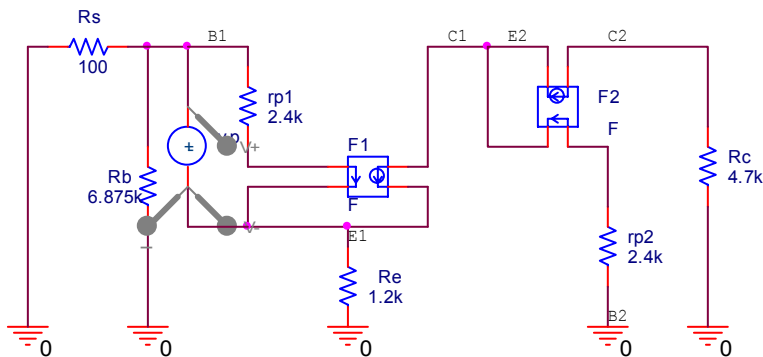 Rs
100
B1
C1
E2
C2
rp1
2.4k
V+
F1
F
F2
F
Rb
6.875k
V-
E1
Re
1.2k
Rc
4.7k
rp2
2.4k
B2
0
0
0
0
0